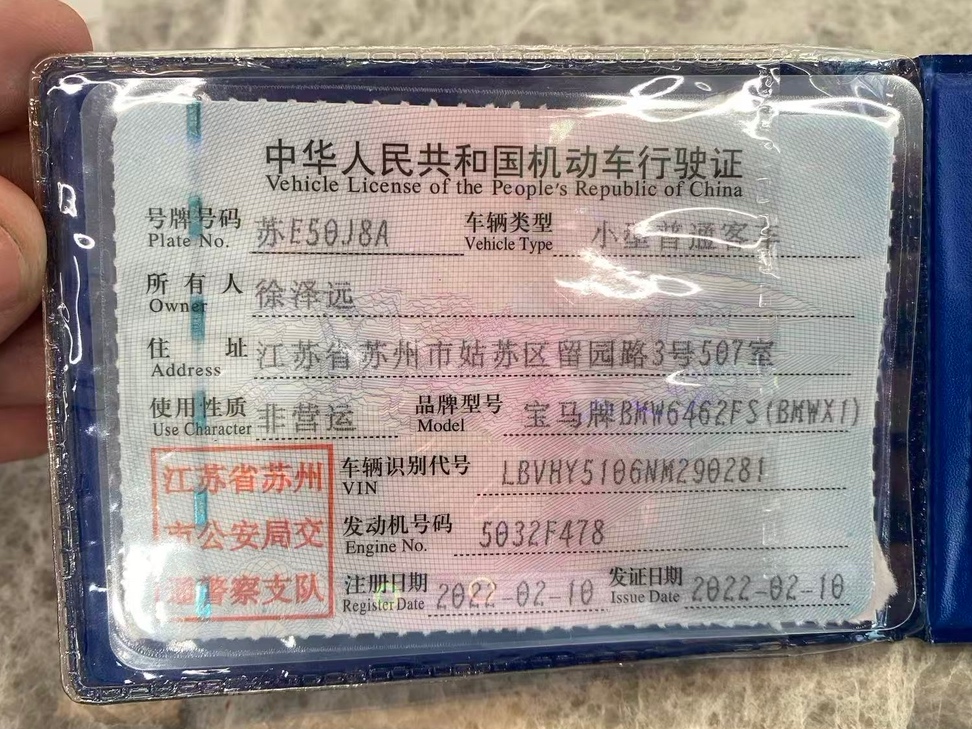 中华人民共和国机动车行驶证
Vehicle License of the People's Republic of China
号牌号码 苏E50J8A 车辆类型 小型普通客车
Plate No. Vehicle Type
所有人 徐泽远
Owner
住址 江苏省苏州市姑苏区留园路3号507室
Address
使用性质 非营运 品牌型号 宝马牌BMW6462FS(BMWX1)
Use Character Model
江苏省苏州
市公安局交
通警察支队
车辆识别代号 LBVHY5106NM290281
VIN
发动机号码 5032F478
Engine No.
注册日期 2022-02-10 发证日期 2022-02-10
Register Date Issue Date